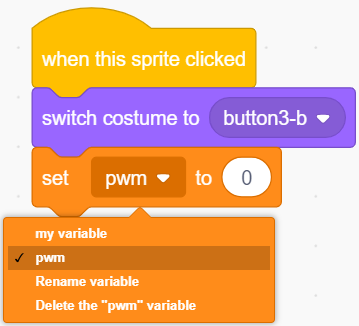 when this sprite clicked
switch costume to button3-b
set pwm to 0
my variable
✓ pwm
Rename variable
Delete the "pwm" variable